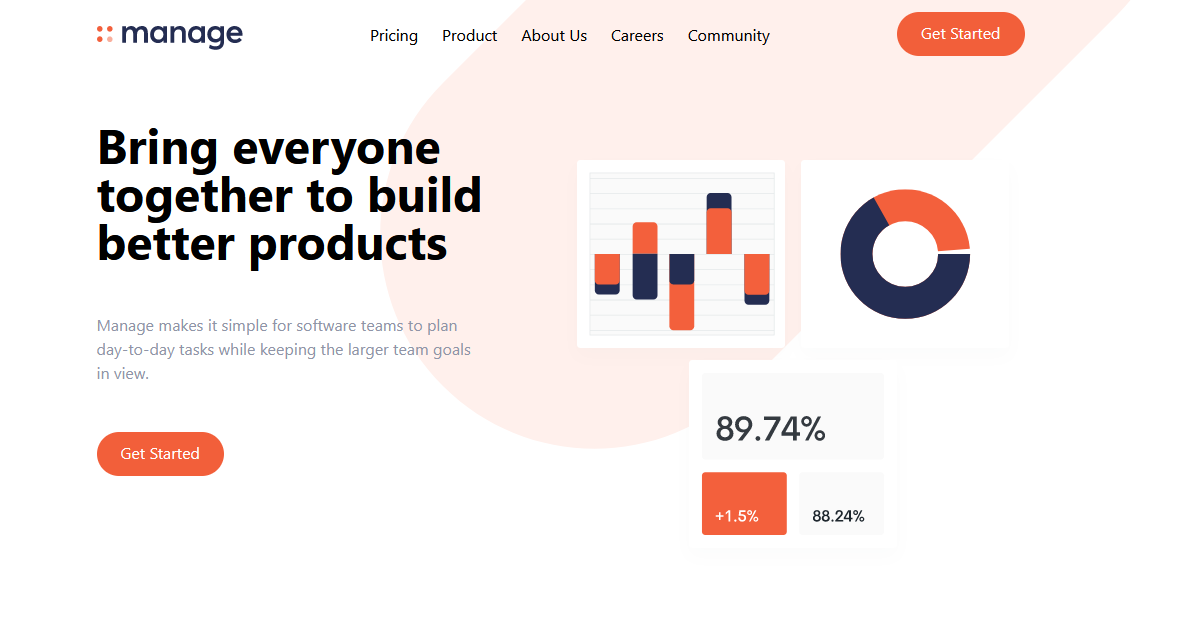 manage
Pricing Product About Us Careers Community
Get Started
Bring everyone
together to build
better products
Manage makes it simple for software teams to plan
day-to-day tasks while keeping the larger team goals
in view.
Get Started
89.74%
+1.5%
88.24%